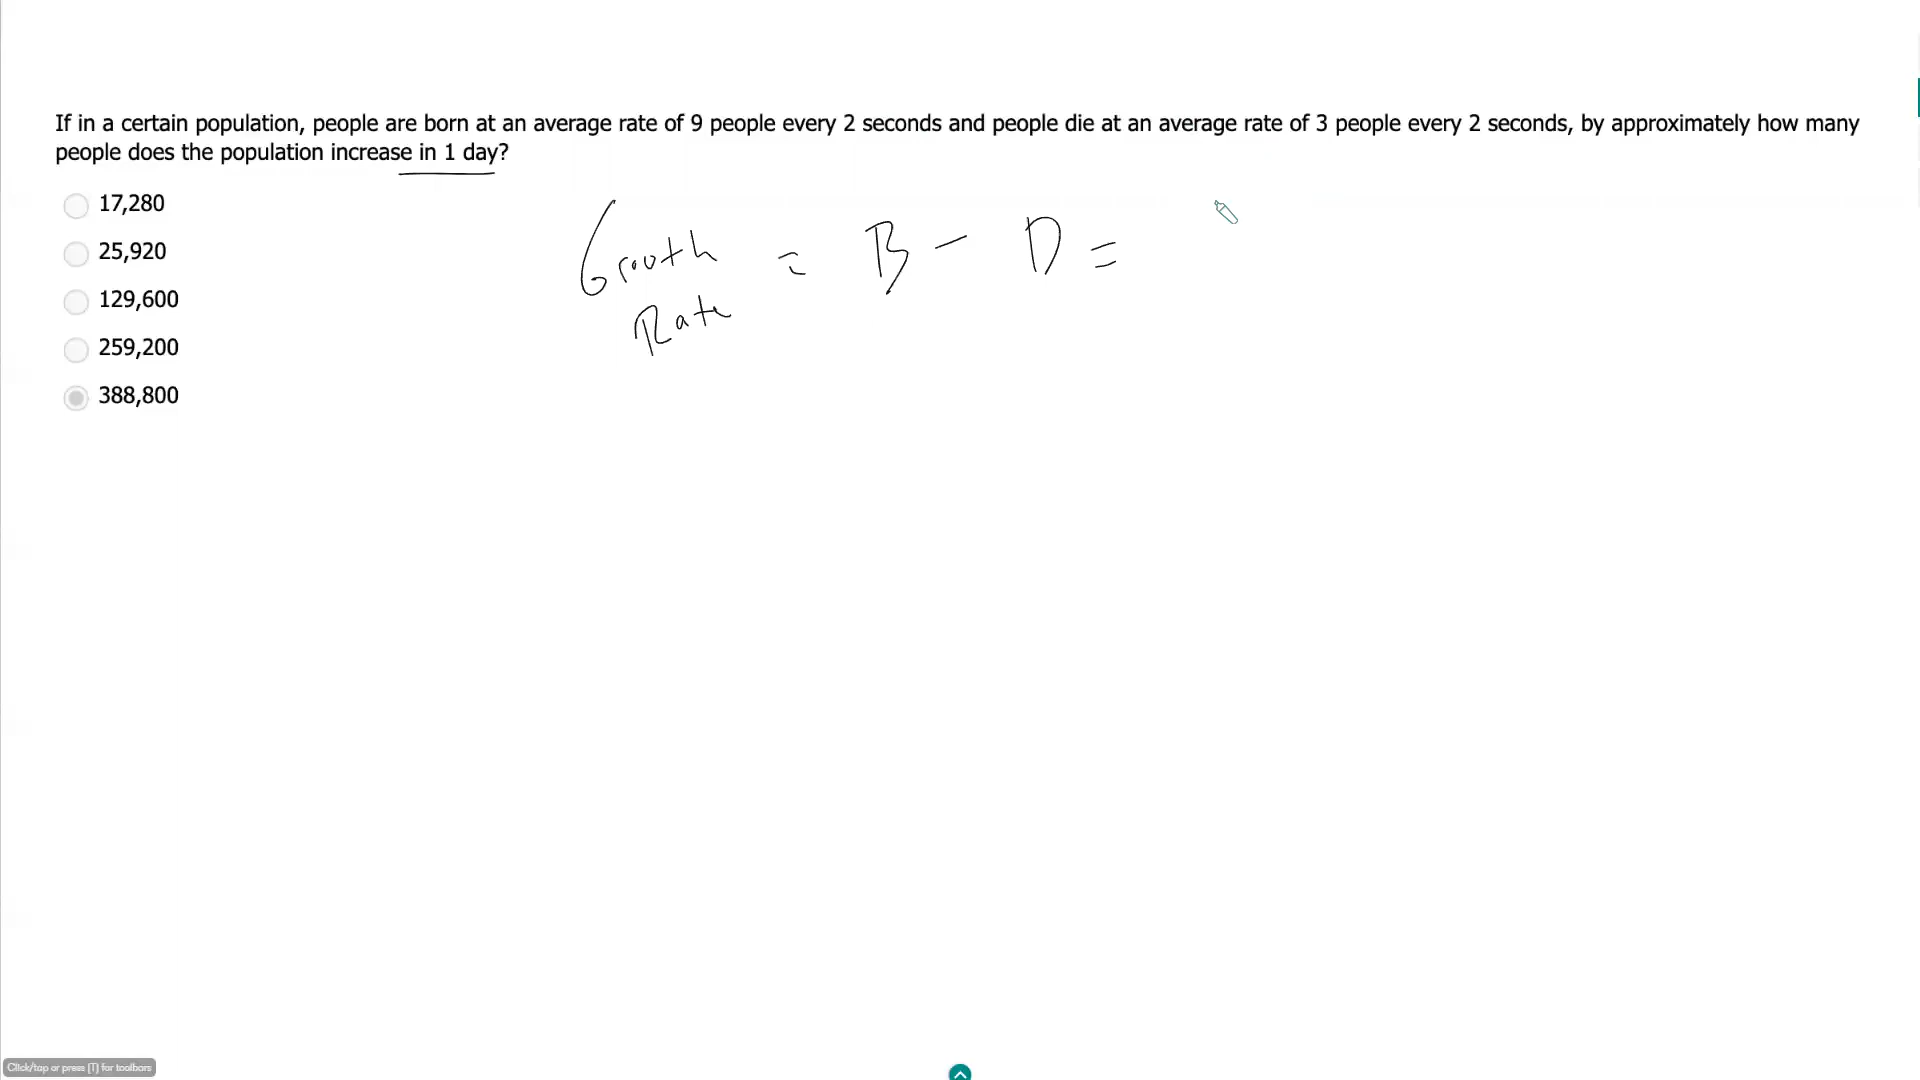 If in a certain population, people are born at an average rate of 9 people every 2 seconds and people die at an average rate of 3 people every 2 seconds, by approximately how many
people does the population increase in 1 day?
17,280
25,920
129,600
259,200
388,800
Growth = B - D =
Rate
Click/tap or press [T] for toolbars